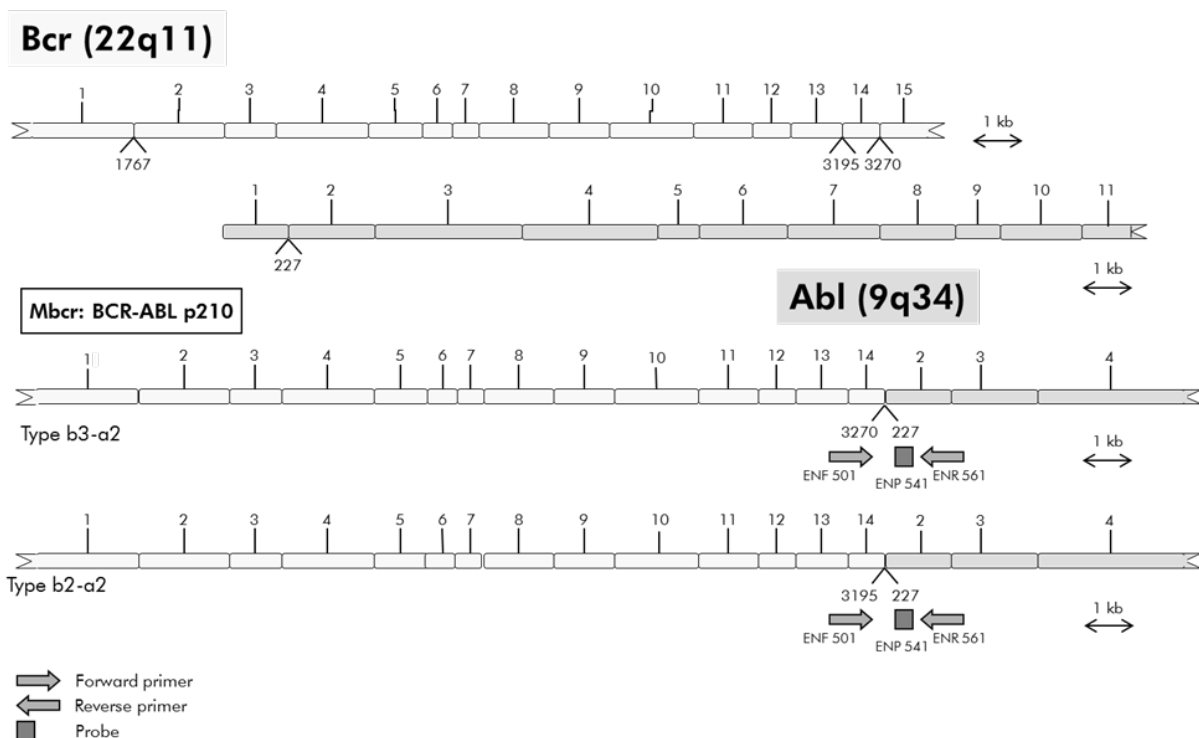 Bcr (22q11)
1 2 3 4 5 6 7 8 9 10 11 12 13 14 15
1 kb
1767 3195 3270
1 2 3 4 5 6 7 8 9 10 11
227
1 kb
Abl (9q34)
Mbcr: BCR-ABL p210
1 2 3 4 5 6 7 8 9 10 11 12 13 14 2 3 4
Type b3-a2
3270 227
1 kb
ENF 501 ENP 541 ENR 561
1 2 3 4 5 6 7 8 9 10 11 12 13 14 2 3 4
Type b2-a2
3195 227
1 kb
ENF 501 ENP 541 ENR 561
Forward primer
Reverse primer
Probe